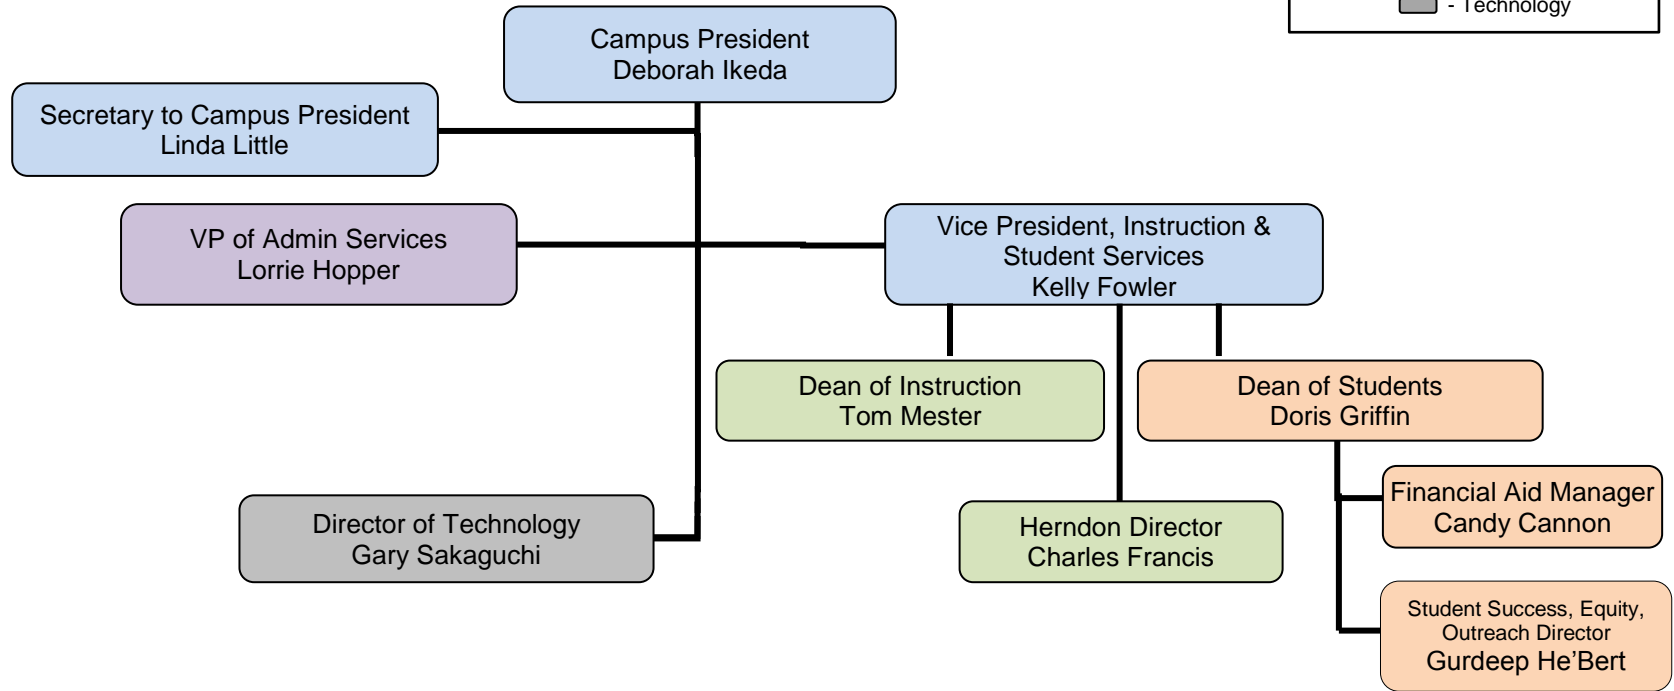 - Technology
Campus President
Deborah Ikeda
Secretary to Campus President
Linda Little
VP of Admin Services
Lorrie Hopper
Vice President, Instruction &
Student Services
Kelly Fowler
Dean of Instruction
Tom Mester
Dean of Students
Doris Griffin
Financial Aid Manager
Candy Cannon
Director of Technology
Gary Sakaguchi
Herndon Director
Charles Francis
Student Success, Equity,
Outreach Director
Gurdeep He’Bert